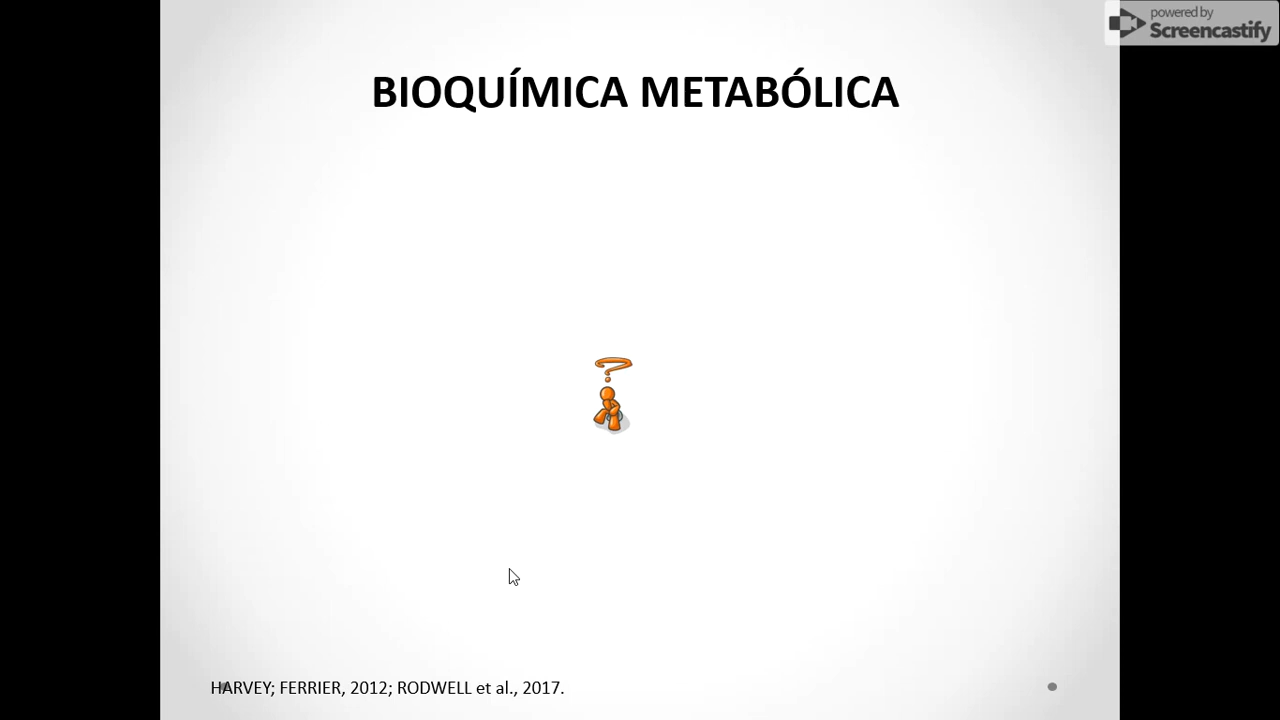 powered by
Screencastify
BIOQUÍMICA METABÓLICA
?
HARVEY; FERRIER, 2012; RODWELL et al., 2017.